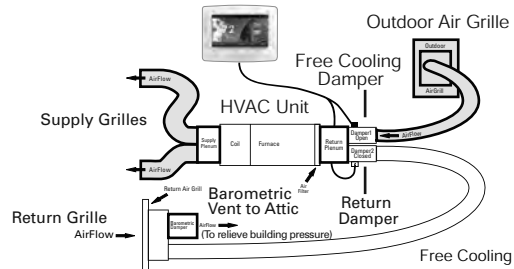 Outdoor Air Grille
Outdoor
AirGrill
Free Cooling
Damper
HVAC Unit
AirFlow
Supply Grilles
AirFlow
Supply
Plenum
Coil
Furnace
Return
Plenum
Damper1
Open
Damper2
Closed
AirFlow
Air
Filter
Return Air Grill
Barometric
Vent to Attic
Return
Damper
Return Grille
AirFlow
Barometric
Damper
AirFlow
(To relieve building pressure)
Free Cooling